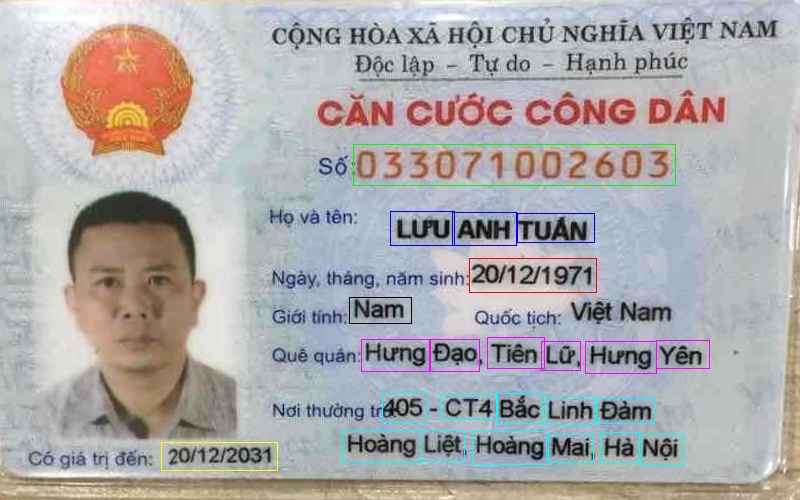 CỘNG HÒA XÃ HỘI CHỦ NGHĨA VIỆT NAM
Độc lập – Tự do – Hạnh phúc
CĂN CƯỚC CÔNG DÂN
Số: 033071002603
Họ và tên: LƯU ANH TUẤN
Ngày, tháng, năm sinh: 20/12/1971
Giới tính: Nam Quốc tịch: Việt Nam
Quê quán: Hưng Đạo, Tiên Lữ, Hưng Yên
Nơi thường trú: 405 - CT4 Bắc Linh Đàm
Hoàng Liệt, Hoàng Mai, Hà Nội
Có giá trị đến: 20/12/2031